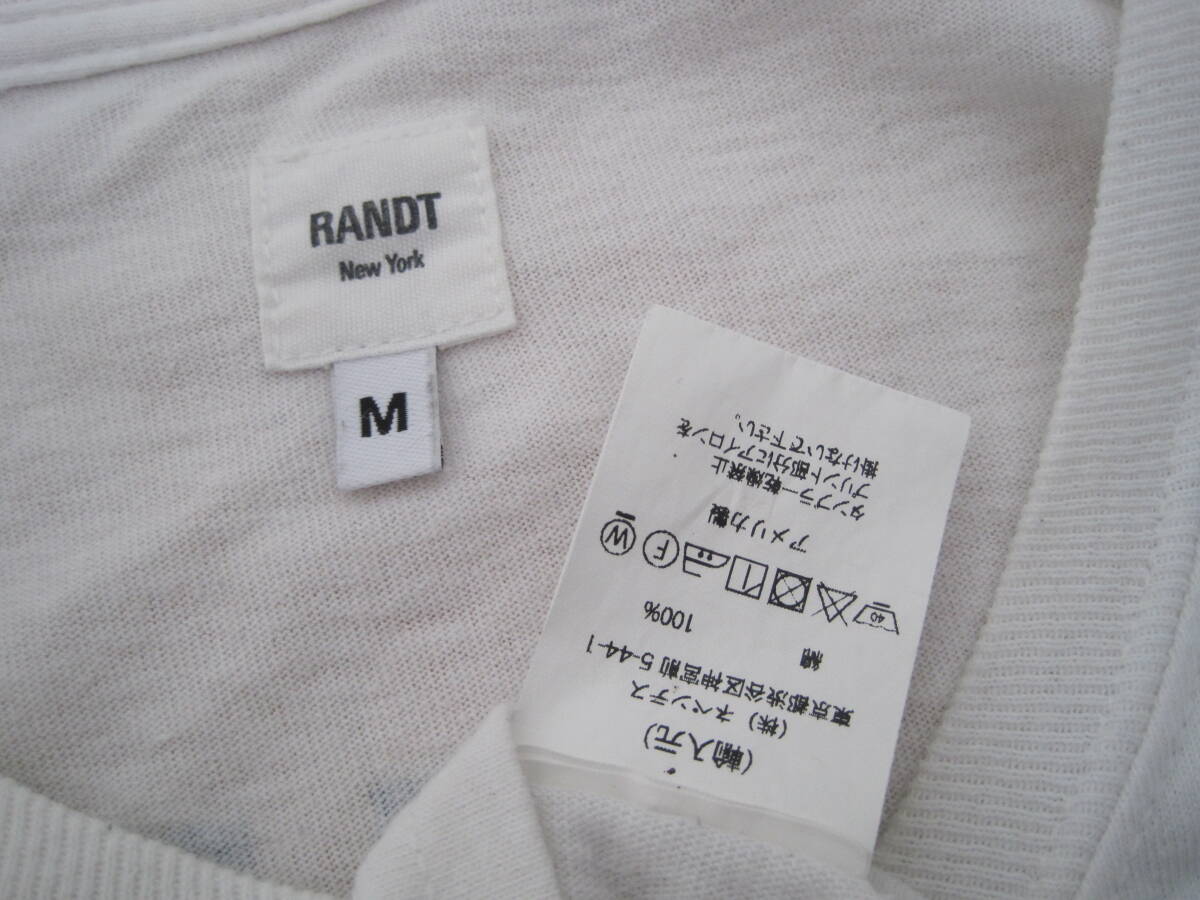 RANDT
New York
M
(輸入元)
(株) ネペンテス
東京都渋谷区神宮前 5-44-1
綿 100%
40 F W
アメリカ製
タンブラー乾燥禁止
プリント部分にアイロンを
掛けないで下さい。